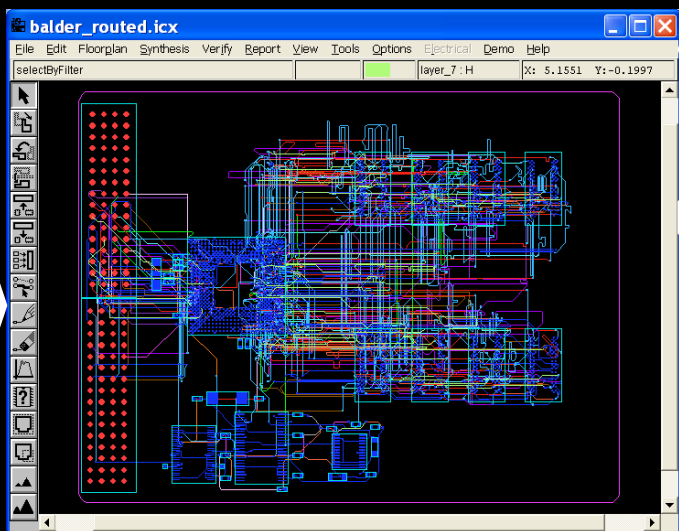 balder_routed.icx
File Edit Floorplan Synthesis Verify Report View Tools Options Electrical Demo Help
selectByFilter layer_7 : H X: 5.1551 Y:-0.1997